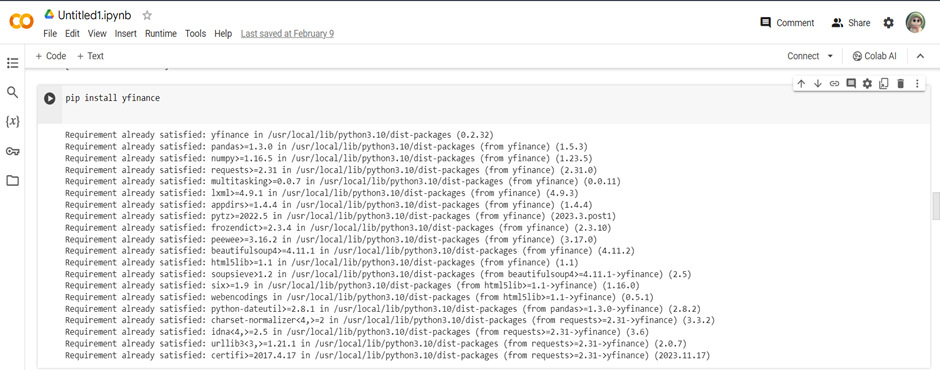 Untitled1.ipynb
Comment Share
File Edit View Insert Runtime Tools Help Last saved at February 9
+ Code + Text
Connect Colab AI
{x}
pip install yfinance
Requirement already satisfied: yfinance in /usr/local/lib/python3.10/dist-packages (0.2.32)
Requirement already satisfied: pandas>=1.3.0 in /usr/local/lib/python3.10/dist-packages (from yfinance) (1.5.3)
Requirement already satisfied: numpy>=1.16.5 in /usr/local/lib/python3.10/dist-packages (from yfinance) (1.23.5)
Requirement already satisfied: requests>=2.31 in /usr/local/lib/python3.10/dist-packages (from yfinance) (2.31.0)
Requirement already satisfied: multitasking>=0.0.7 in /usr/local/lib/python3.10/dist-packages (from yfinance) (0.0.11)
Requirement already satisfied: lxml>=4.9.1 in /usr/local/lib/python3.10/dist-packages (from yfinance) (4.9.3)
Requirement already satisfied: appdirs>=1.4.4 in /usr/local/lib/python3.10/dist-packages (from yfinance) (1.4.4)
Requirement already satisfied: pytz>=2022.5 in /usr/local/lib/python3.10/dist-packages (from yfinance) (2023.3.post1)
Requirement already satisfied: frozendict>=2.3.4 in /usr/local/lib/python3.10/dist-packages (from yfinance) (2.3.10)
Requirement already satisfied: peewee>=3.16.2 in /usr/local/lib/python3.10/dist-packages (from yfinance) (3.17.0)
Requirement already satisfied: beautifulsoup4>=4.11.1 in /usr/local/lib/python3.10/dist-packages (from yfinance) (4.11.2)
Requirement already satisfied: html5lib>=1.1 in /usr/local/lib/python3.10/dist-packages (from yfinance) (1.1)
Requirement already satisfied: soupsieve>1.2 in /usr/local/lib/python3.10/dist-packages (from beautifulsoup4>=4.11.1->yfinance) (2.5)
Requirement already satisfied: six>=1.9 in /usr/local/lib/python3.10/dist-packages (from html5lib>=1.1->yfinance) (1.16.0)
Requirement already satisfied: webencodings in /usr/local/lib/python3.10/dist-packages (from html5lib>=1.1->yfinance) (0.5.1)
Requirement already satisfied: python-dateutil>=2.8.1 in /usr/local/lib/python3.10/dist-packages (from pandas>=1.3.0->yfinance) (2.8.2)
Requirement already satisfied: charset-normalizer<4,>=2 in /usr/local/lib/python3.10/dist-packages (from requests>=2.31->yfinance) (3.3.2)
Requirement already satisfied: idna<4,>=2.5 in /usr/local/lib/python3.10/dist-packages (from requests>=2.31->yfinance) (3.6)
Requirement already satisfied: urllib3<3,>=1.21.1 in /usr/local/lib/python3.10/dist-packages (from requests>=2.31->yfinance) (2.0.7)
Requirement already satisfied: certifi>=2017.4.17 in /usr/local/lib/python3.10/dist-packages (from requests>=2.31->yfinance) (2023.11.17)